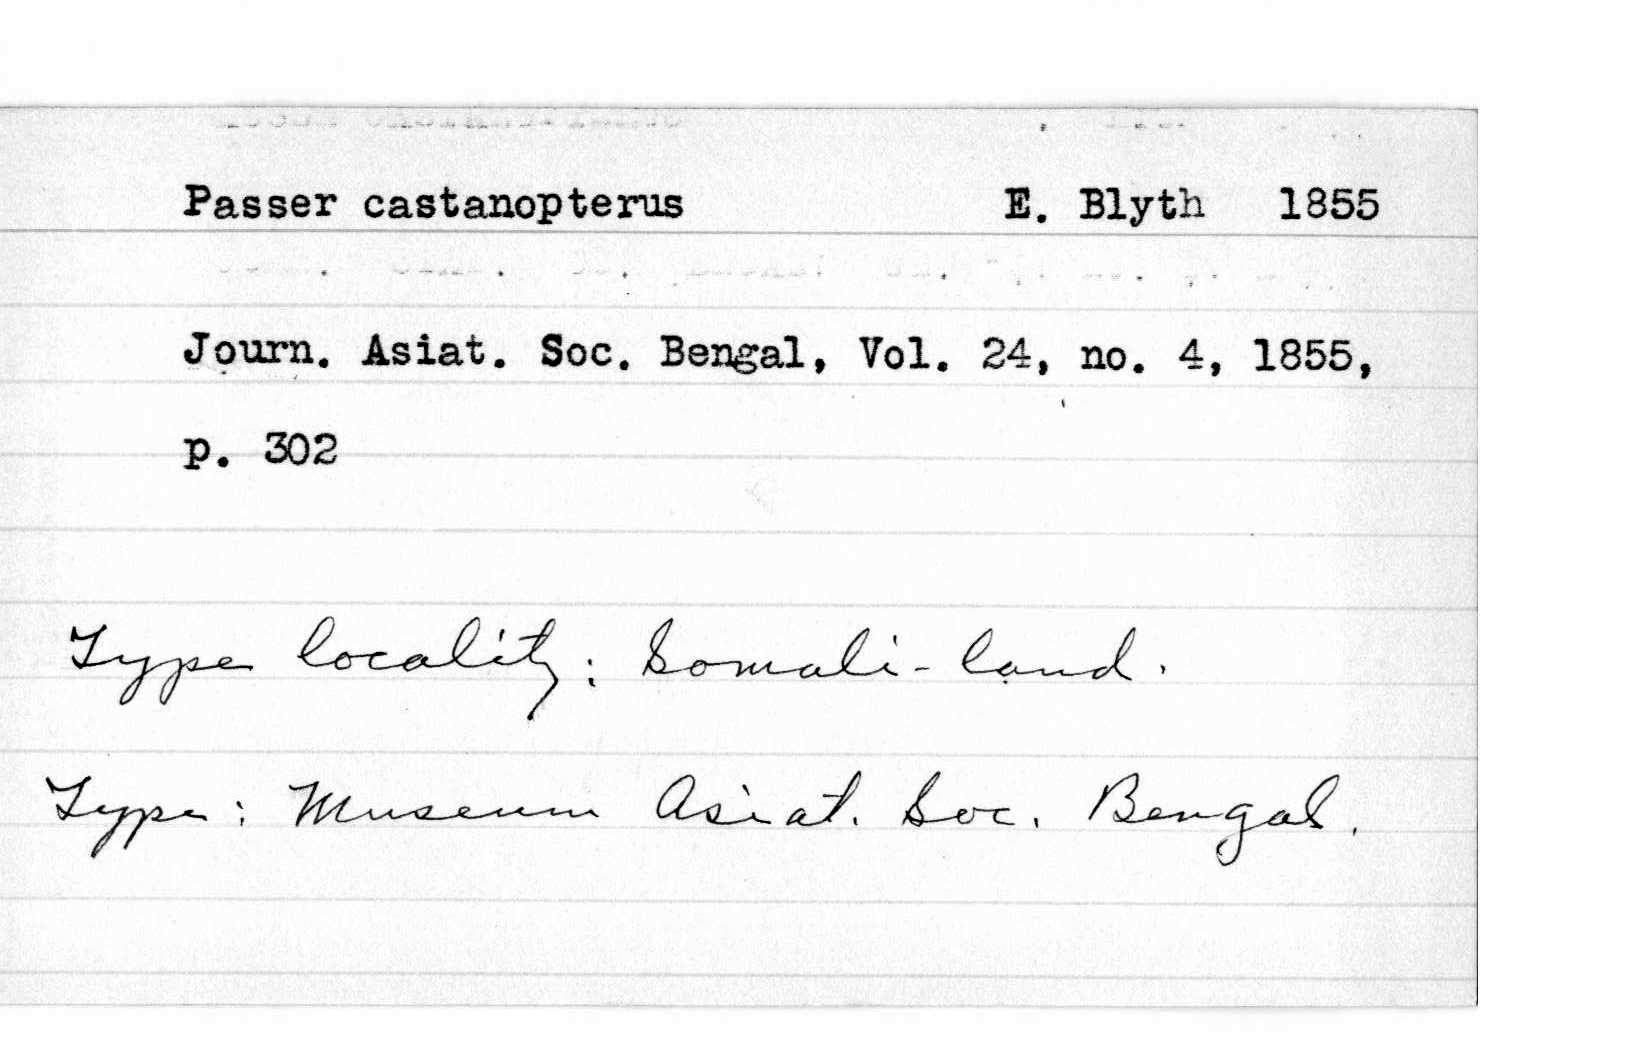 Passer castanopterus E. Blyth 1855
Journ. Asiat. Soc. Bengal, Vol. 24, no. 4, 1855,
p. 302
Type locality: Somali-land.
Type: Museum Asiat. Soc. Bengal.